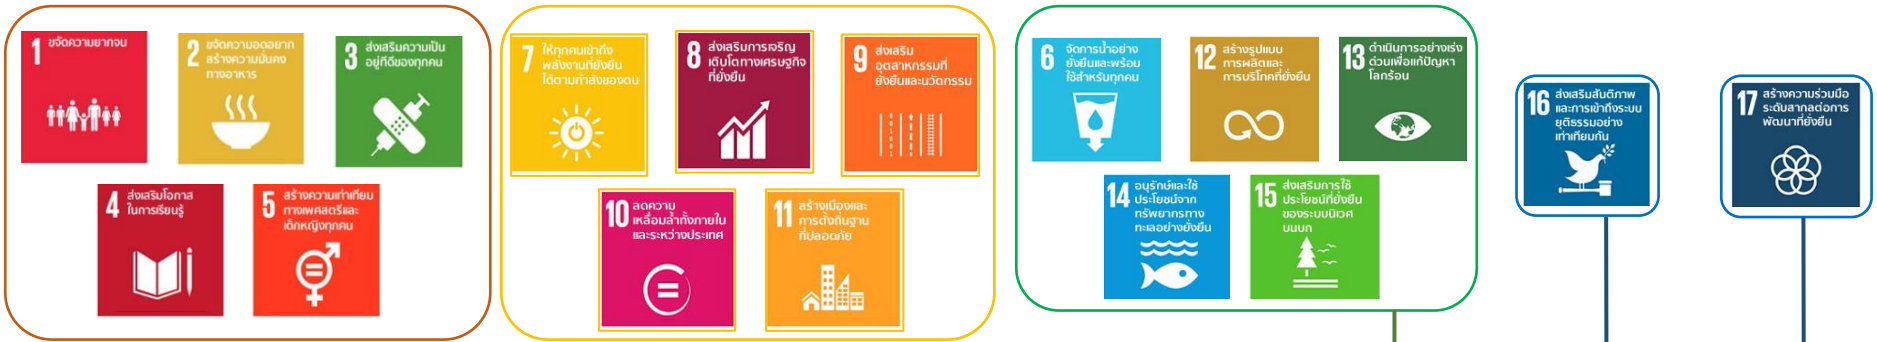 1 ขจัดความยากจน
2 ขจัดความอดอยาก
สร้างความมั่นคง
ทางอาหาร
3 ส่งเสริมความเป็น
อยู่ที่ดีของทุกคน
4 ส่งเสริมโอกาส
ในการเรียนรู้
5 สร้างความเท่าเทียม
ทางเพศสตรีและ
เด็กหญิงทุกคน
7 ให้ทุกคนเข้าถึง
พลังงานที่ยั่งยืน
ได้ตามกำลังของตน
8 ส่งเสริมการเจริญ
เติบโตทางเศรษฐกิจ
ที่ยั่งยืน
9 ส่งเสริม
อุตสาหกรรมที่
ยั่งยืนและนวัตกรรม
10 ลดความ
เหลื่อมล้ำทั้งภายใน
และระหว่างประเทศ
11 สร้างเมืองและ
การตั้งถิ่นฐาน
ที่ปลอดภัย
6 จัดการน้ำอย่าง
ยั่งยืนและพร้อม
ใช้สำหรับทุกคน
12 สร้างรูปแบบ
การผลิตและ
การบริโภคที่ยั่งยืน
13 ดำเนินการอย่างเร่ง
ด่วนเพื่อแก้ปัญหา
โลกร้อน
14 อนุรักษ์และใช้
ประโยชน์จาก
ทรัพยากรทาง
ทะเลอย่างยั่งยืน
15 ส่งเสริมการใช้
ประโยชน์ที่ยั่งยืน
ของระบบนิเวศ
บนบก
16 ส่งเสริมสันติภาพ
และการเข้าถึงระบบ
ยุติธรรมอย่าง
เท่าเทียมกัน
17 สร้างความร่วมมือ
ระดับสากลต่อการ
พัฒนาที่ยั่งยืน